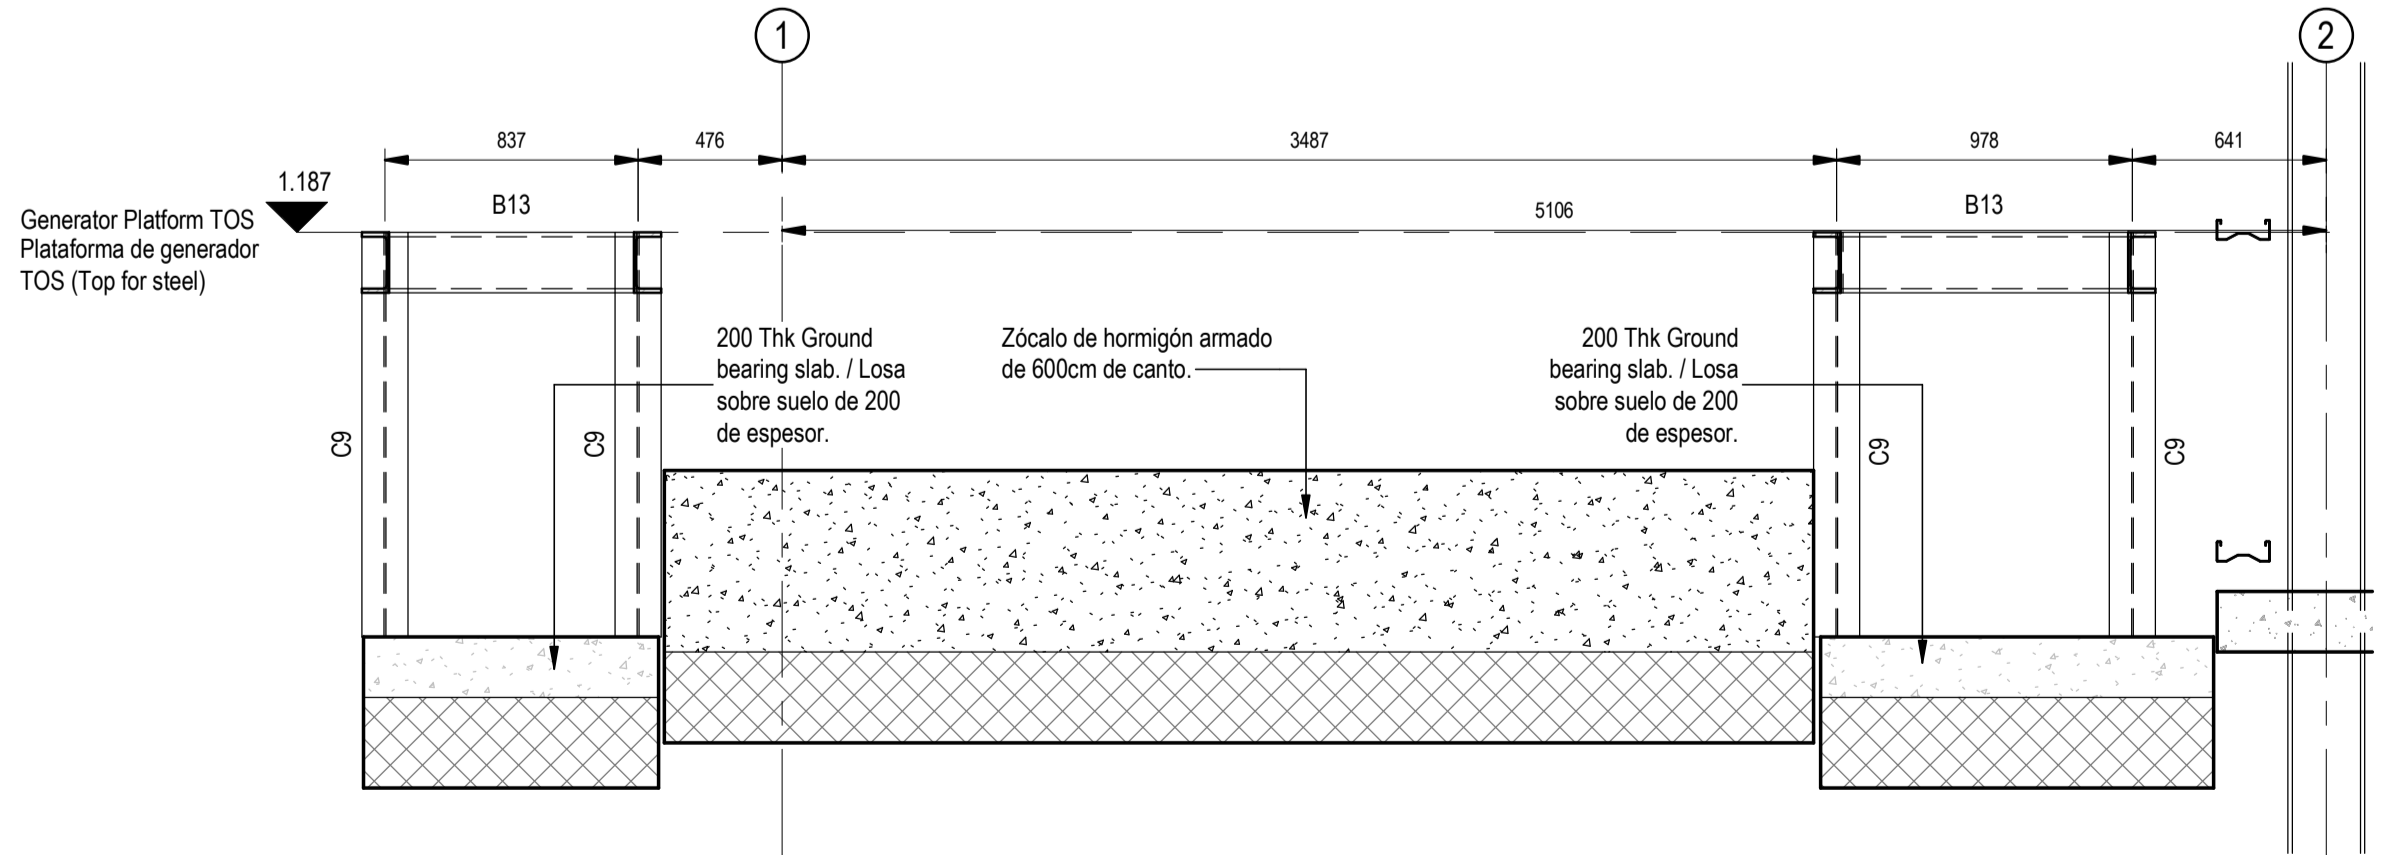 1
2
837
476
3487
978
641
1.187
B13
5106
B13
Generator Platform TOS
Plataforma de generador
TOS (Top for steel)
200 Thk Ground
bearing slab. / Losa
sobre suelo de 200
de espesor.
Zócalo de hormigón armado
de 600cm de canto.
200 Thk Ground
bearing slab. / Losa
sobre suelo de 200
de espesor.
C9
C9
C9
C9